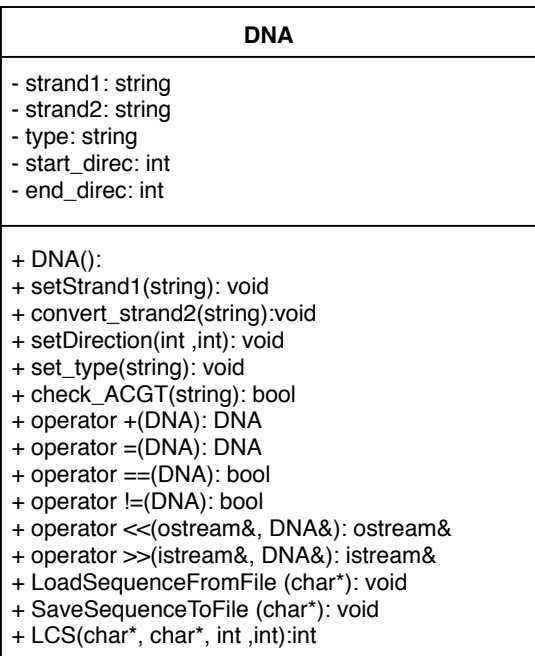 DNA
- strand1: string
- strand2: string
- type: string
- start_direc: int
- end_direc: int
+ DNA():
+ setStrand1(string): void
+ convert_strand2(string):void
+ setDirection(int ,int): void
+ set_type(string): void
+ check_ACGT(string): bool
+ operator +(DNA): DNA
+ operator =(DNA): DNA
+ operator ==(DNA): bool
+ operator !=(DNA): bool
+ operator <<(ostream&, DNA&): ostream&
+ operator >>(istream&, DNA&): istream&
+ LoadSequenceFromFile (char*): void
+ SaveSequenceToFile (char*): void
+ LCS(char*, char*, int ,int):int